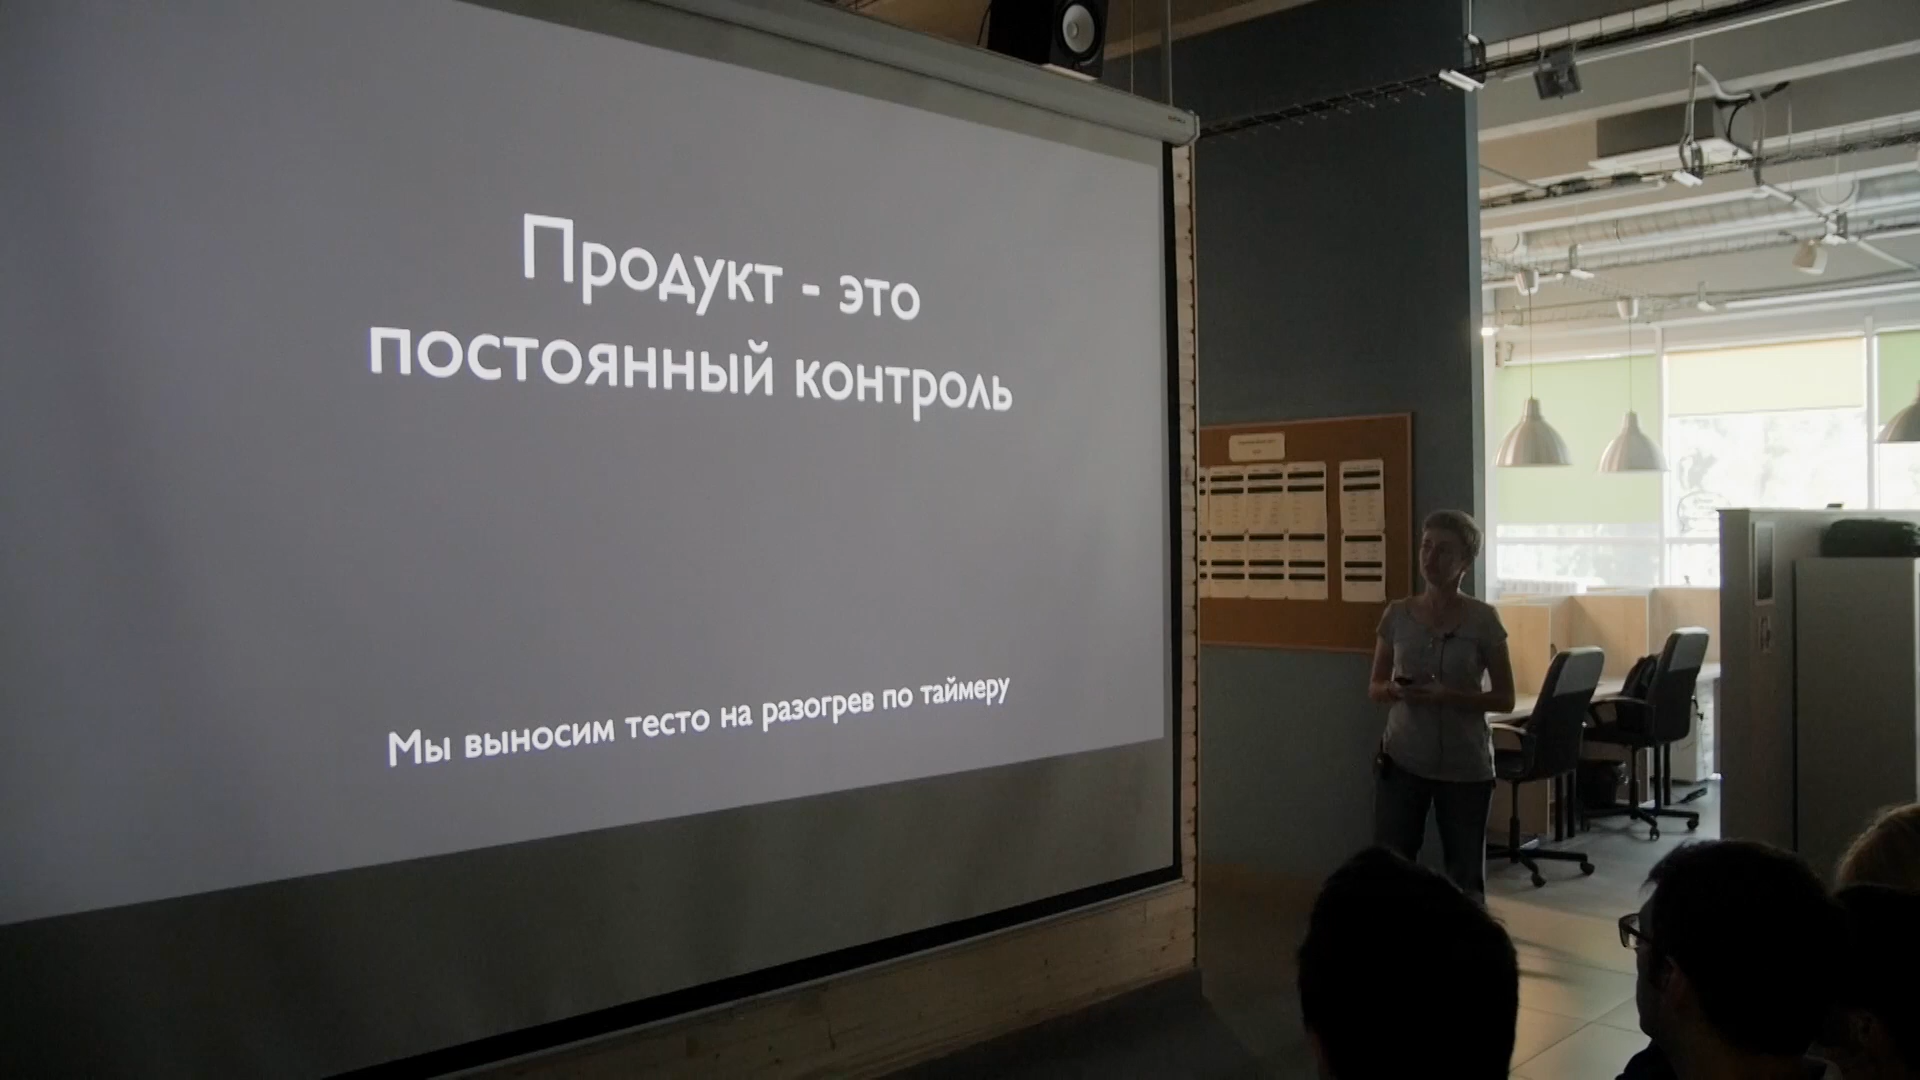 Продукт - это
постоянный контроль
Мы выносим тесто на разогрев по таймеру